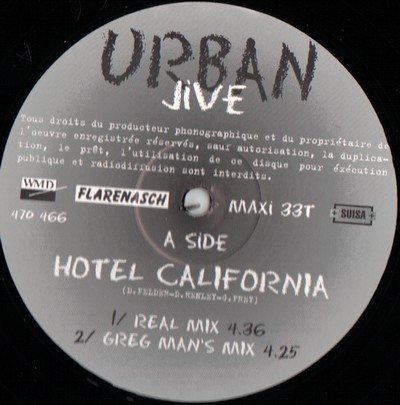 URBAN
JIVE
Tous droits du producteur phonographique et du propriétaire de
l'oeuvre enregistrée réservés, sauf autorisation, la duplica-
tion, le prêt, l'utilisation de ce disque pour éxécution
publique et radiodiffusion sont interdits.
WMD FLARENASCH MAXI 33T SUISA
470 466
A SIDE
HOTEL CALIFORNIA
(D.FELDER-D.HENLEY-G.FREY)
1/ REAL MIX 4.36
2/ GREG MAN'S MIX 4.25